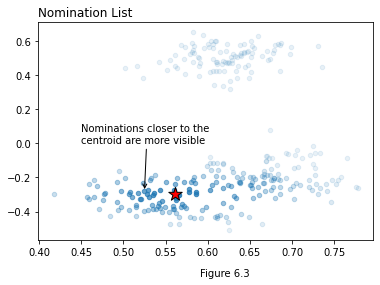 Nomination List
0.6
0.4
0.2
0.0
−0.2
−0.4
Nominations closer to the
centroid are more visible
0.40 0.45 0.50 0.55 0.60 0.65 0.70 0.75
Figure 6.3